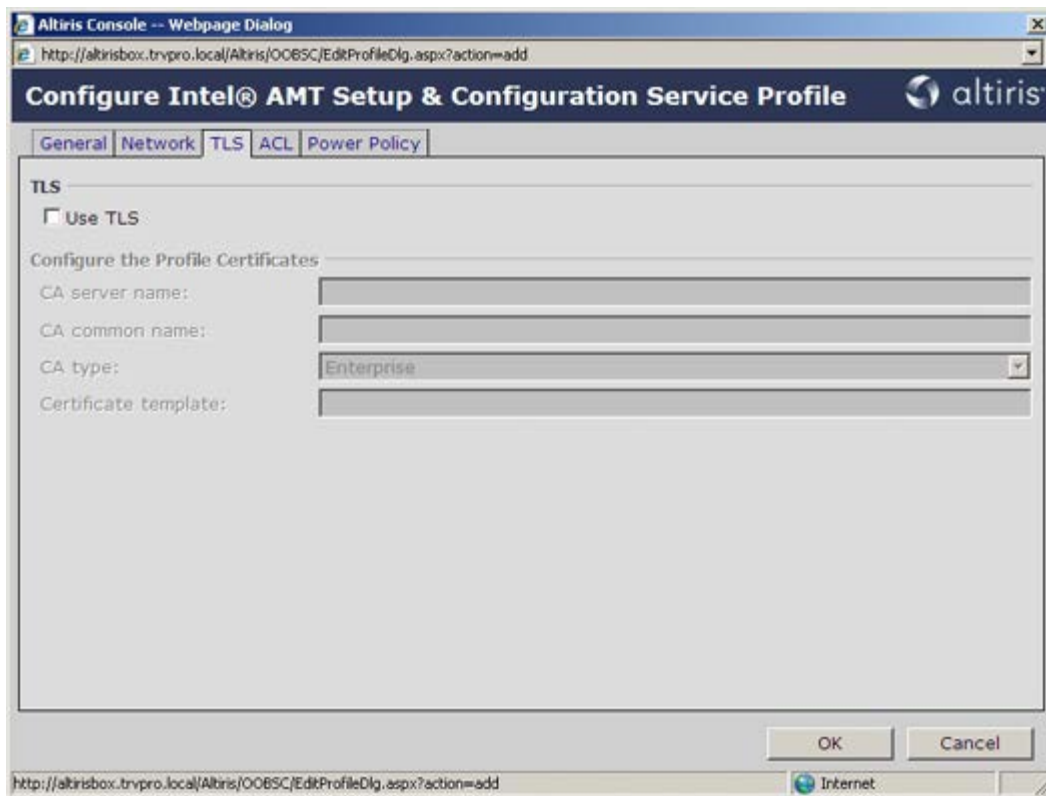 Altiris Console -- Webpage Dialog
http://altirisbox.trvpro.local/Altiris/OOBSC/EditProfileDlg.aspx?action=add
Configure Intel® AMT Setup & Configuration Service Profile altiris
General Network TLS ACL Power Policy
TLS
Use TLS
Configure the Profile Certificates
CA server name:
CA common name:
CA type: Enterprise
Certificate template:
OK Cancel
http://altirisbox.trvpro.local/Altiris/OOBSC/EditProfileDlg.aspx?action=add Internet